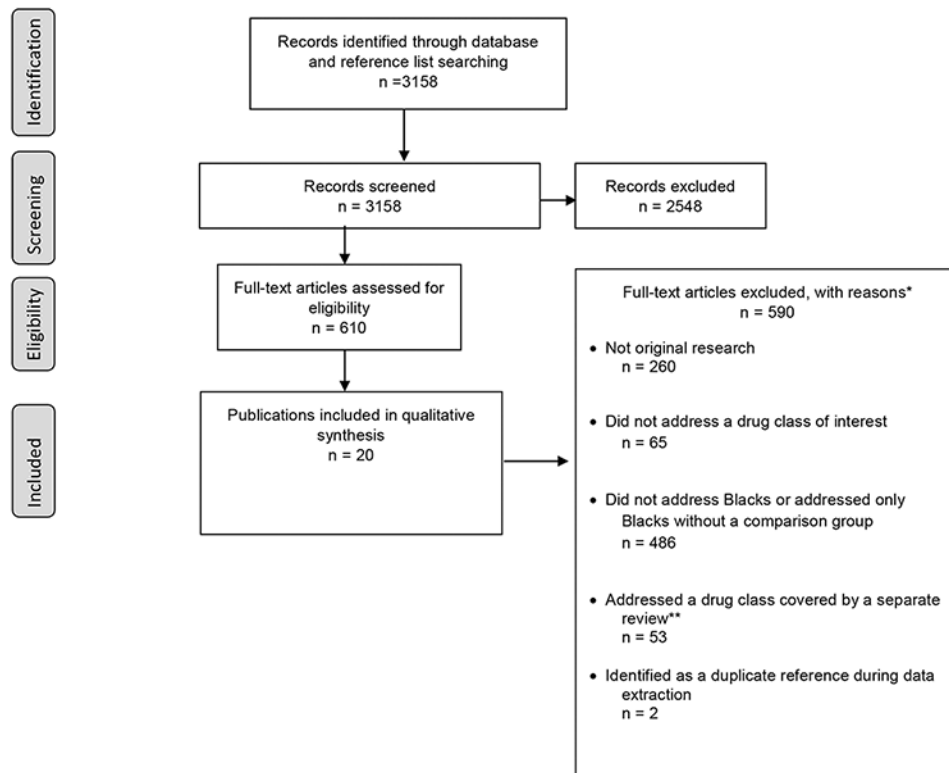 Identification
Records identified through database
and reference list searching
n =3158
Screening
Records screened
n = 3158
Records excluded
n = 2548
Eligibility
Full-text articles assessed for
eligibility
n = 610
Full-text articles excluded, with reasons*
n = 590
• Not original research
n = 260
• Did not address a drug class of interest
n = 65
• Did not address Blacks or addressed only
Blacks without a comparison group
n = 486
• Addressed a drug class covered by a separate
review**
n = 53
• Identified as a duplicate reference during data
extraction
n = 2
Included
Publications included in qualitative
synthesis
n = 20